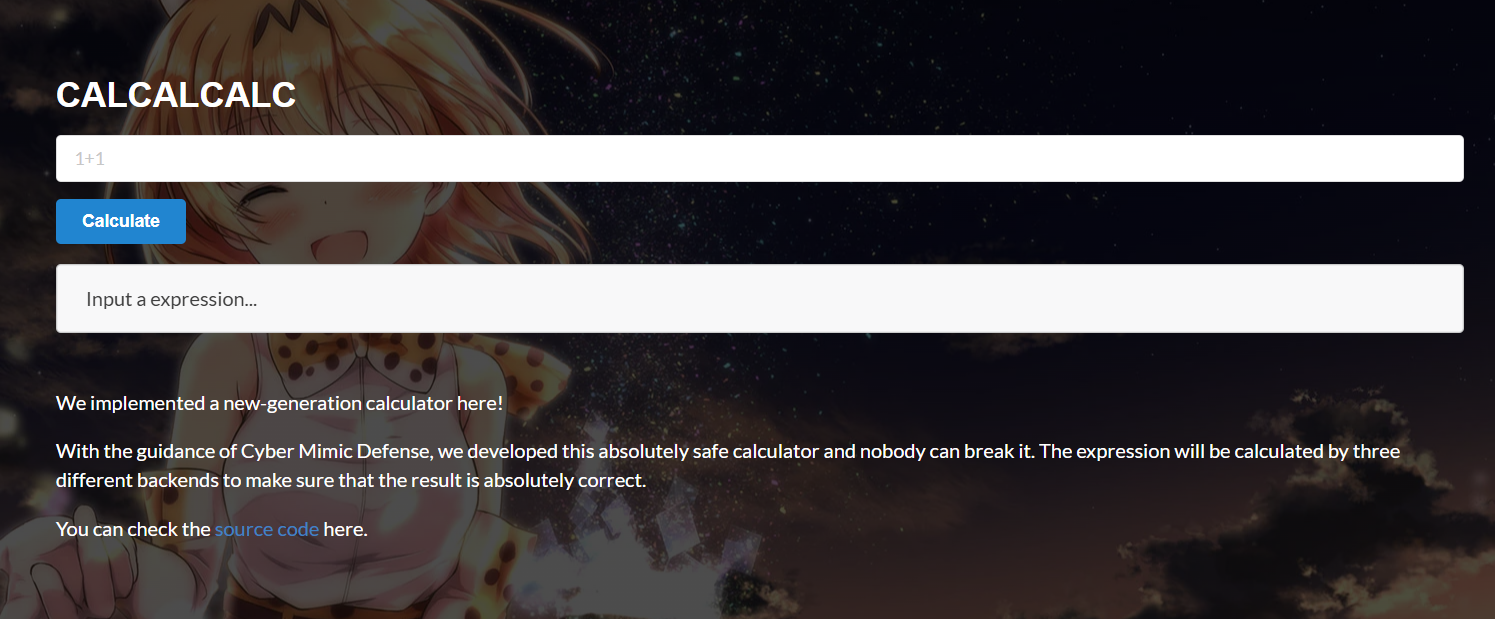 CALCALCALC
1+1
Calculate
Input a expression...
We implemented a new-generation calculator here!
With the guidance of Cyber Mimic Defense, we developed this absolutely safe calculator and nobody can break it. The expression will be calculated by three
different backends to make sure that the result is absolutely correct.
You can check the source code here.